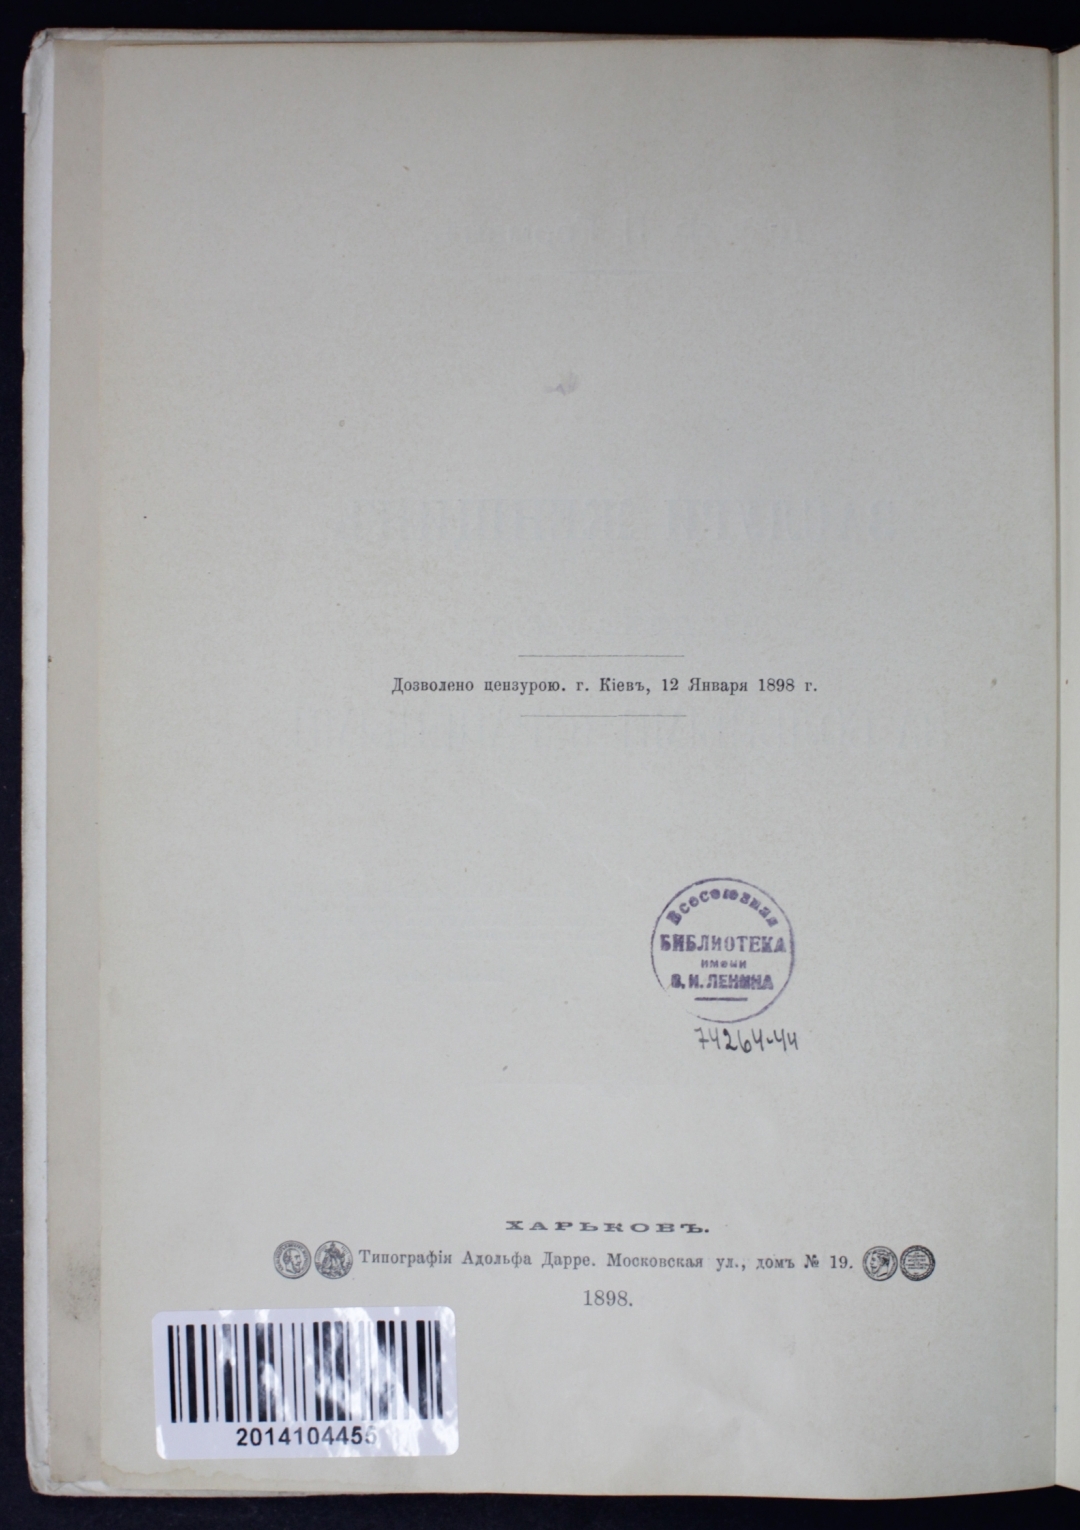 Дозволено цензурою. г. Кіевъ, 12 Января 1898 г.
Всесоюзная
БИБЛИОТЕКА
имени
В. И. ЛЕНИНА
74264-44
ХАРЬКОВЪ.
Типографія Адольфа Дарре. Московская ул., домъ № 19.
1898.
2014104455